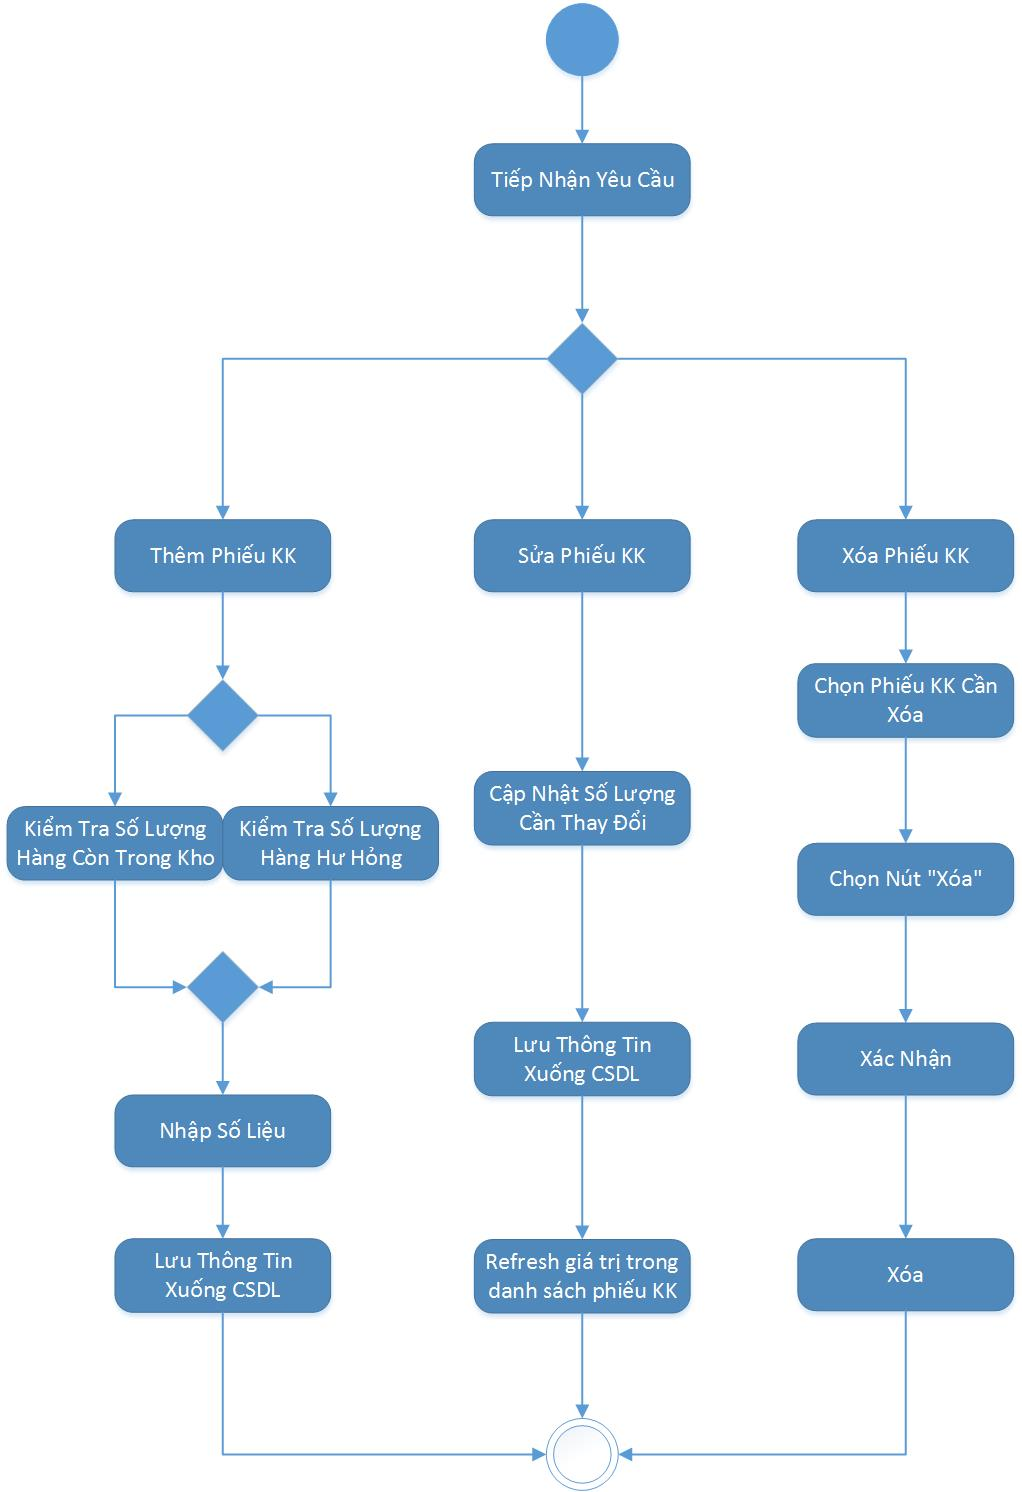 Tiếp Nhận Yêu Cầu
Thêm Phiếu KK
Sửa Phiếu KK
Xóa Phiếu KK
Chọn Phiếu KK Cần
Xóa
Cập Nhật Số Lượng
Cần Thay Đổi
Kiểm Tra Số Lượng
Hàng Còn Trong Kho
Kiểm Tra Số Lượng
Hàng Hư Hỏng
Chọn Nút "Xóa"
Lưu Thông Tin
Xuống CSDL
Xác Nhận
Nhập Số Liệu
Lưu Thông Tin
Xuống CSDL
Refresh giá trị trong
danh sách phiếu KK
Xóa